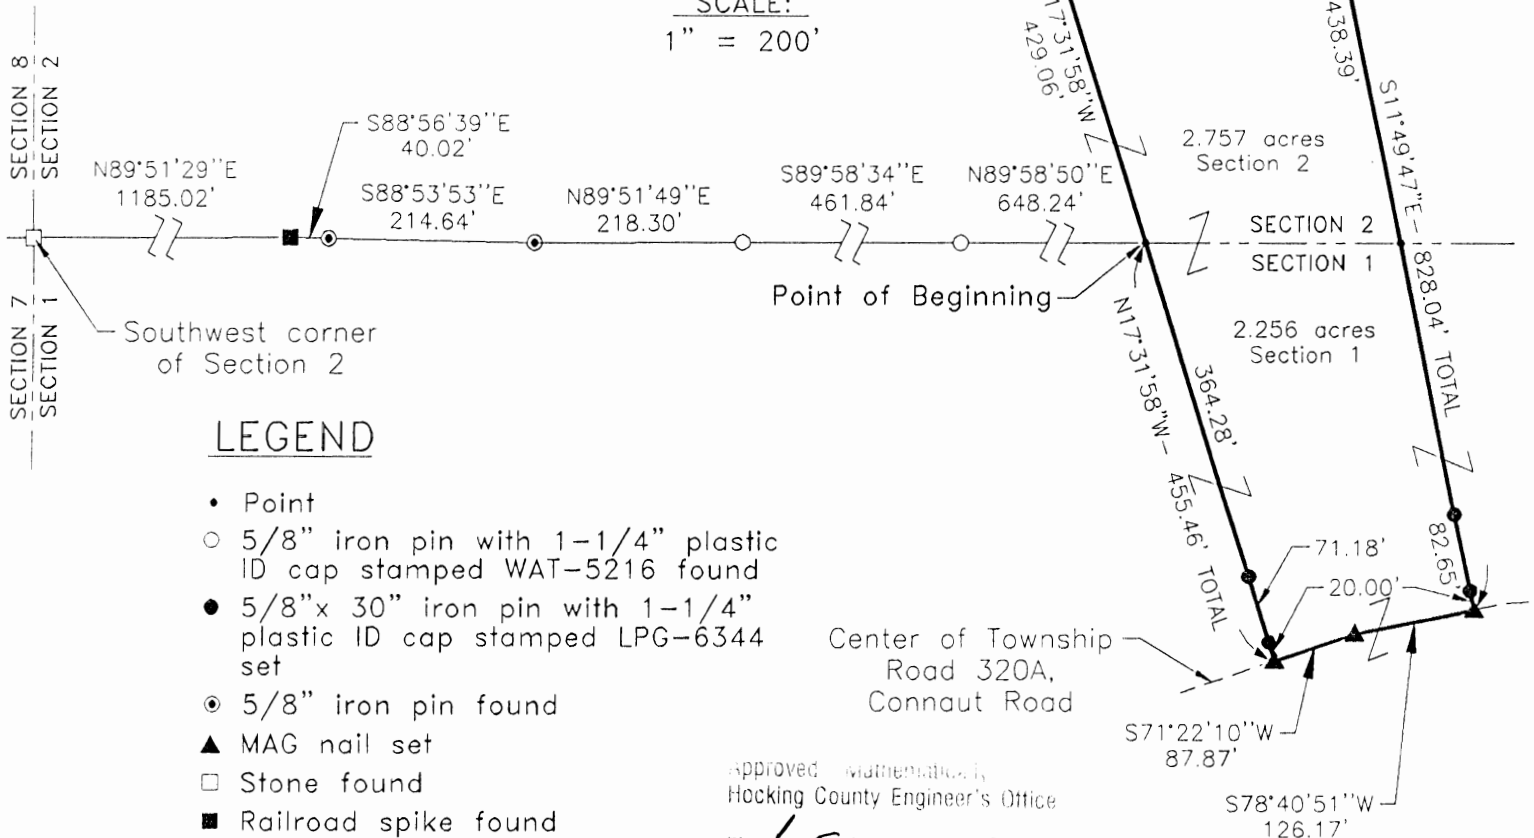 SCALE:
1" = 200'
17°31'58"W
429.06'
438.39'
S11°49'47"E– 828.04' TOTAL
SECTION 8
SECTION 2
S88°56'39"E
40.02'
N89°51'29"E
1185.02'
S88°53'53"E
214.64'
N89°51'49"E
218.30'
S89°58'34"E
461.84'
N89°58'50"E
648.24'
2.757 acres
Section 2
SECTION 2
SECTION 1
Point of Beginning
SECTION 7
SECTION 1
Southwest corner
of Section 2
2.256 acres
Section 1
N17°31'58"W– 455.46' TOTAL
364.28'
71.18'
20.00'
82.65'
LEGEND
Point
5/8" iron pin with 1-1/4" plastic
ID cap stamped WAT-5216 found
5/8"x 30" iron pin with 1-1/4"
plastic ID cap stamped LPG-6344
set
5/8" iron pin found
MAG nail set
Stone found
Railroad spike found
Center of Township
Road 320A,
Connaut Road
S71°22'10"W
87.87'
S78°40'51"W
126.17'
Approved
Hocking County Engineer's Office